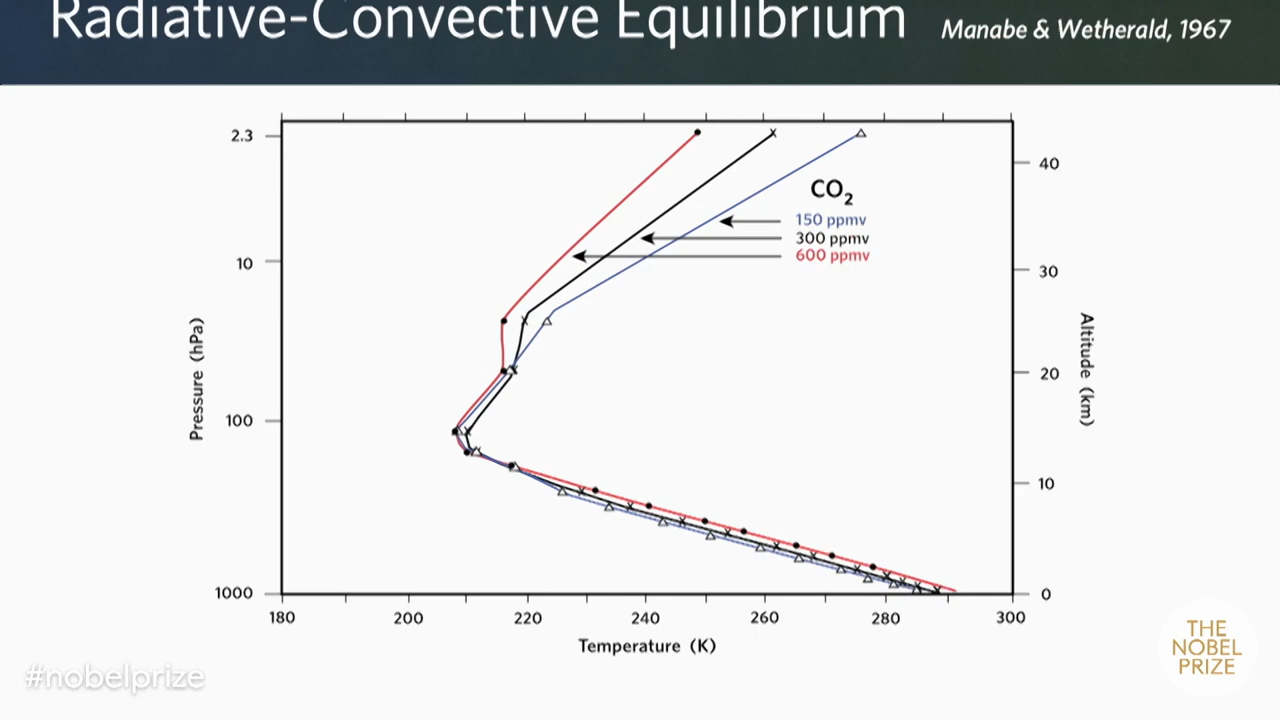 Radiative-Convective Equilibrium
Manabe & Wetherald, 1967
2.3
10
100
1000
Pressure (hPa)
40
30
20
10
0
Altitude (km)
CO2
150 ppmv
300 ppmv
600 ppmv
180
200
220
240
260
280
300
Temperature (K)
THE
NOBEL
PRIZE
#nobelprize